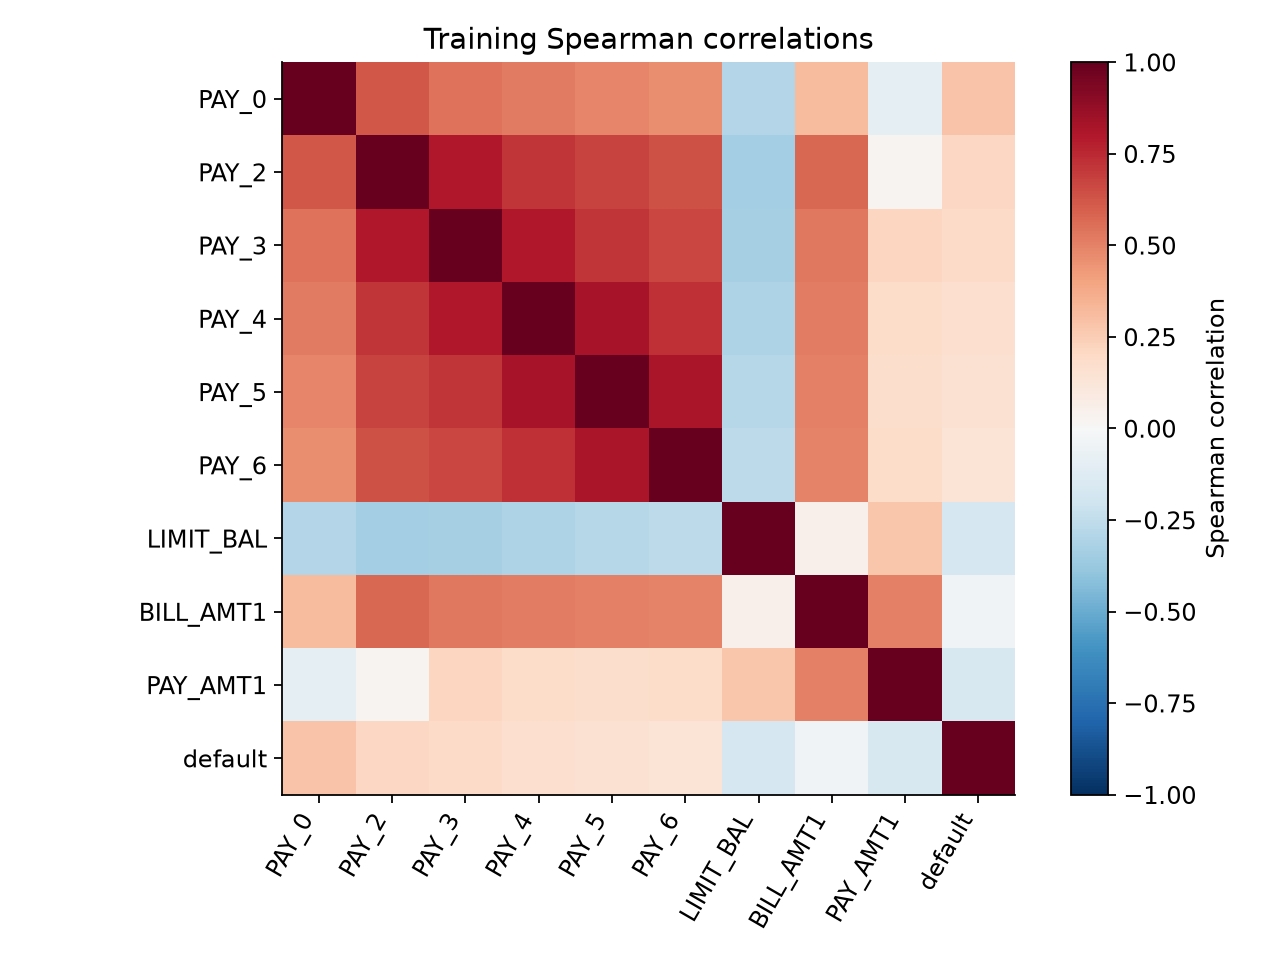 Training Spearman correlations
PAY_0
PAY_2
PAY_3
PAY_4
PAY_5
PAY_6
LIMIT_BAL
BILL_AMT1
PAY_AMT1
default
PAY_0
PAY_2
PAY_3
PAY_4
PAY_5
PAY_6
LIMIT_BAL
BILL_AMT1
PAY_AMT1
default
1.00
0.75
0.50
0.25
0.00
−0.25
−0.50
−0.75
−1.00
Spearman correlation